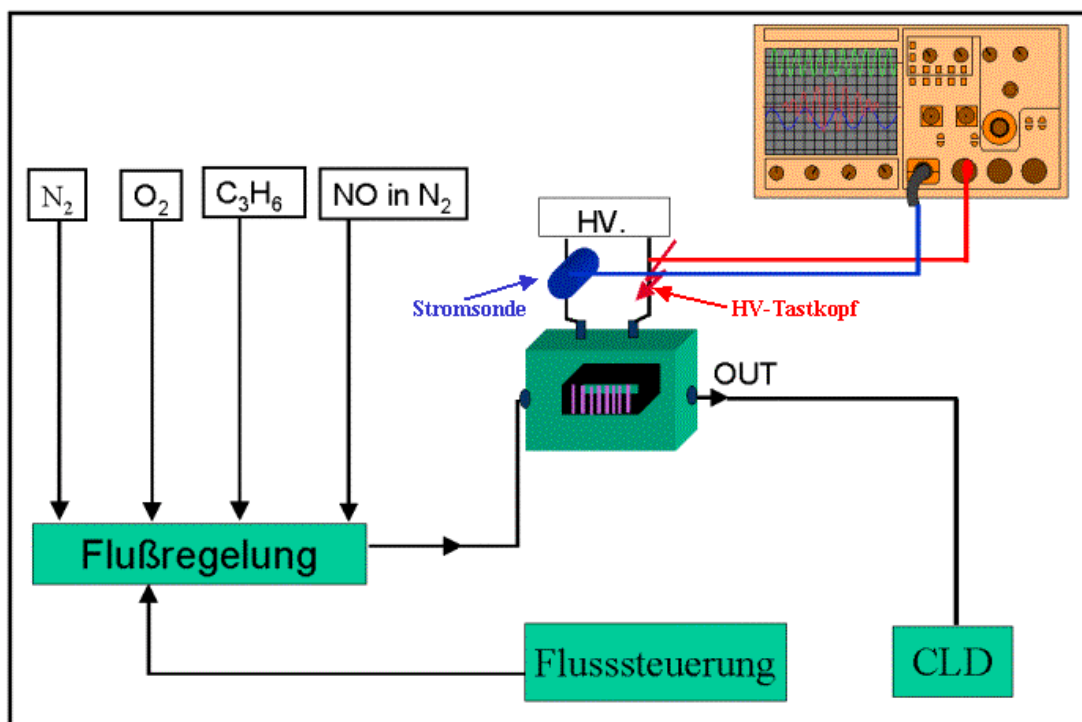 N₂
O₂
C₃H₆
NO in N₂
HV.
Stromsonde
HV-Tastkopf
OUT
Flußregelung
Flusssteuerung
CLD